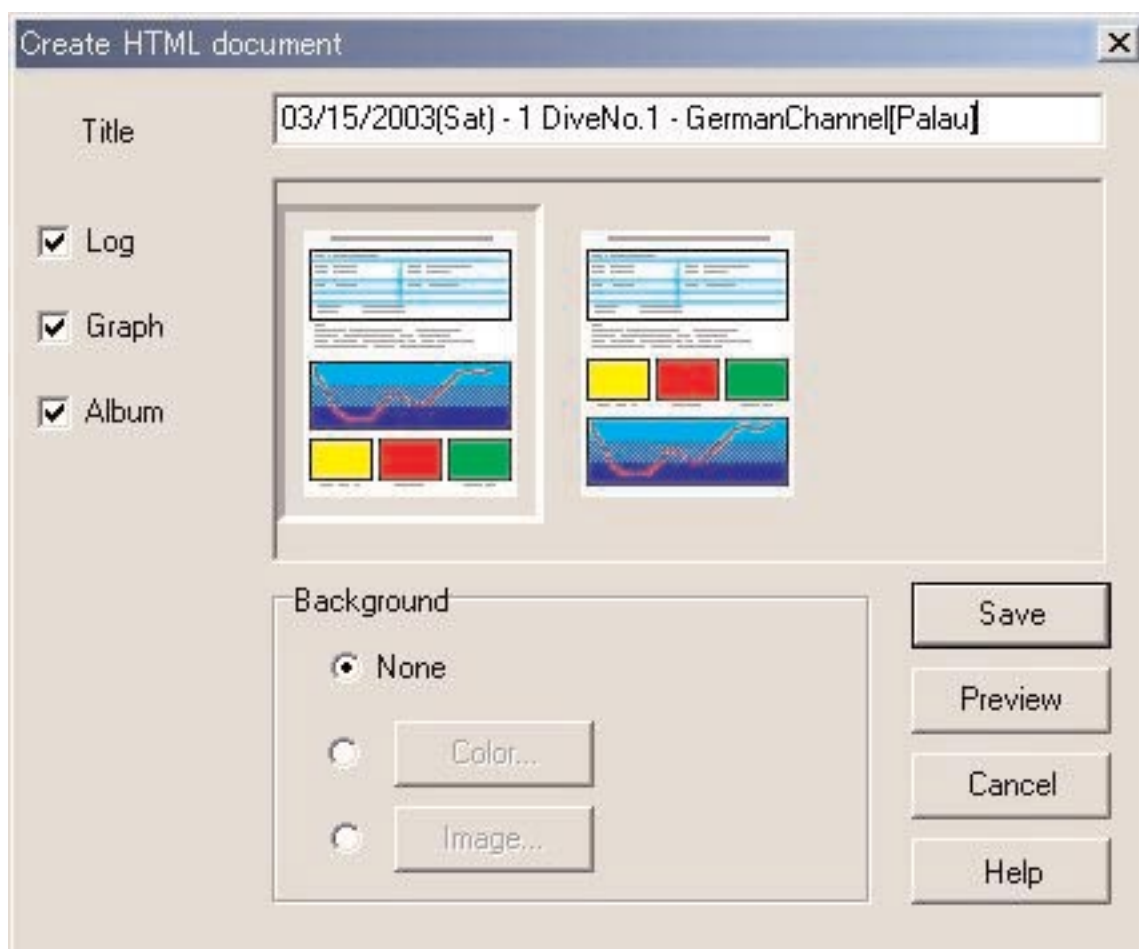 Create HTML document
Title
03/15/2003(Sat) - 1 DiveNo.1 - GermanChannel[Palau]
Log
Graph
Album
Background
None
Color...
Image...
Save
Preview
Cancel
Help